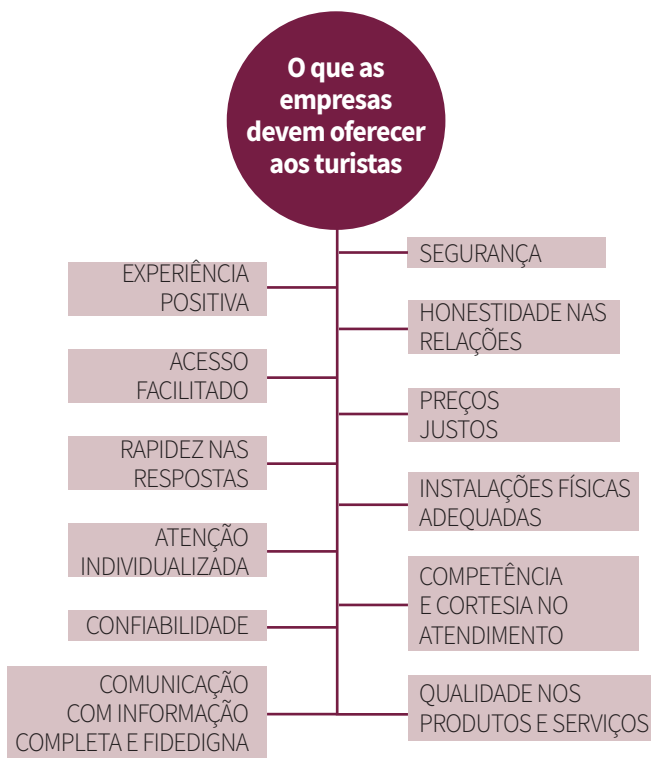 O que as
empresas
devem oferecer
aos turistas
SEGURANÇA
EXPERIÊNCIA
POSITIVA
HONESTIDADE NAS
RELAÇÕES
ACESSO
FACILITADO
PREÇOS
JUSTOS
RAPIDEZ NAS
RESPOSTAS
INSTALAÇÕES FÍSICAS
ADEQUADAS
ATENÇÃO
INDIVIDUALIZADA
COMPETÊNCIA
E CORTESIA NO
ATENDIMENTO
CONFIABILIDADE
COMUNICAÇÃO
COM INFORMAÇÃO
COMPLETA E FIDEDIGNA
QUALIDADE NOS
PRODUTOS E SERVIÇOS